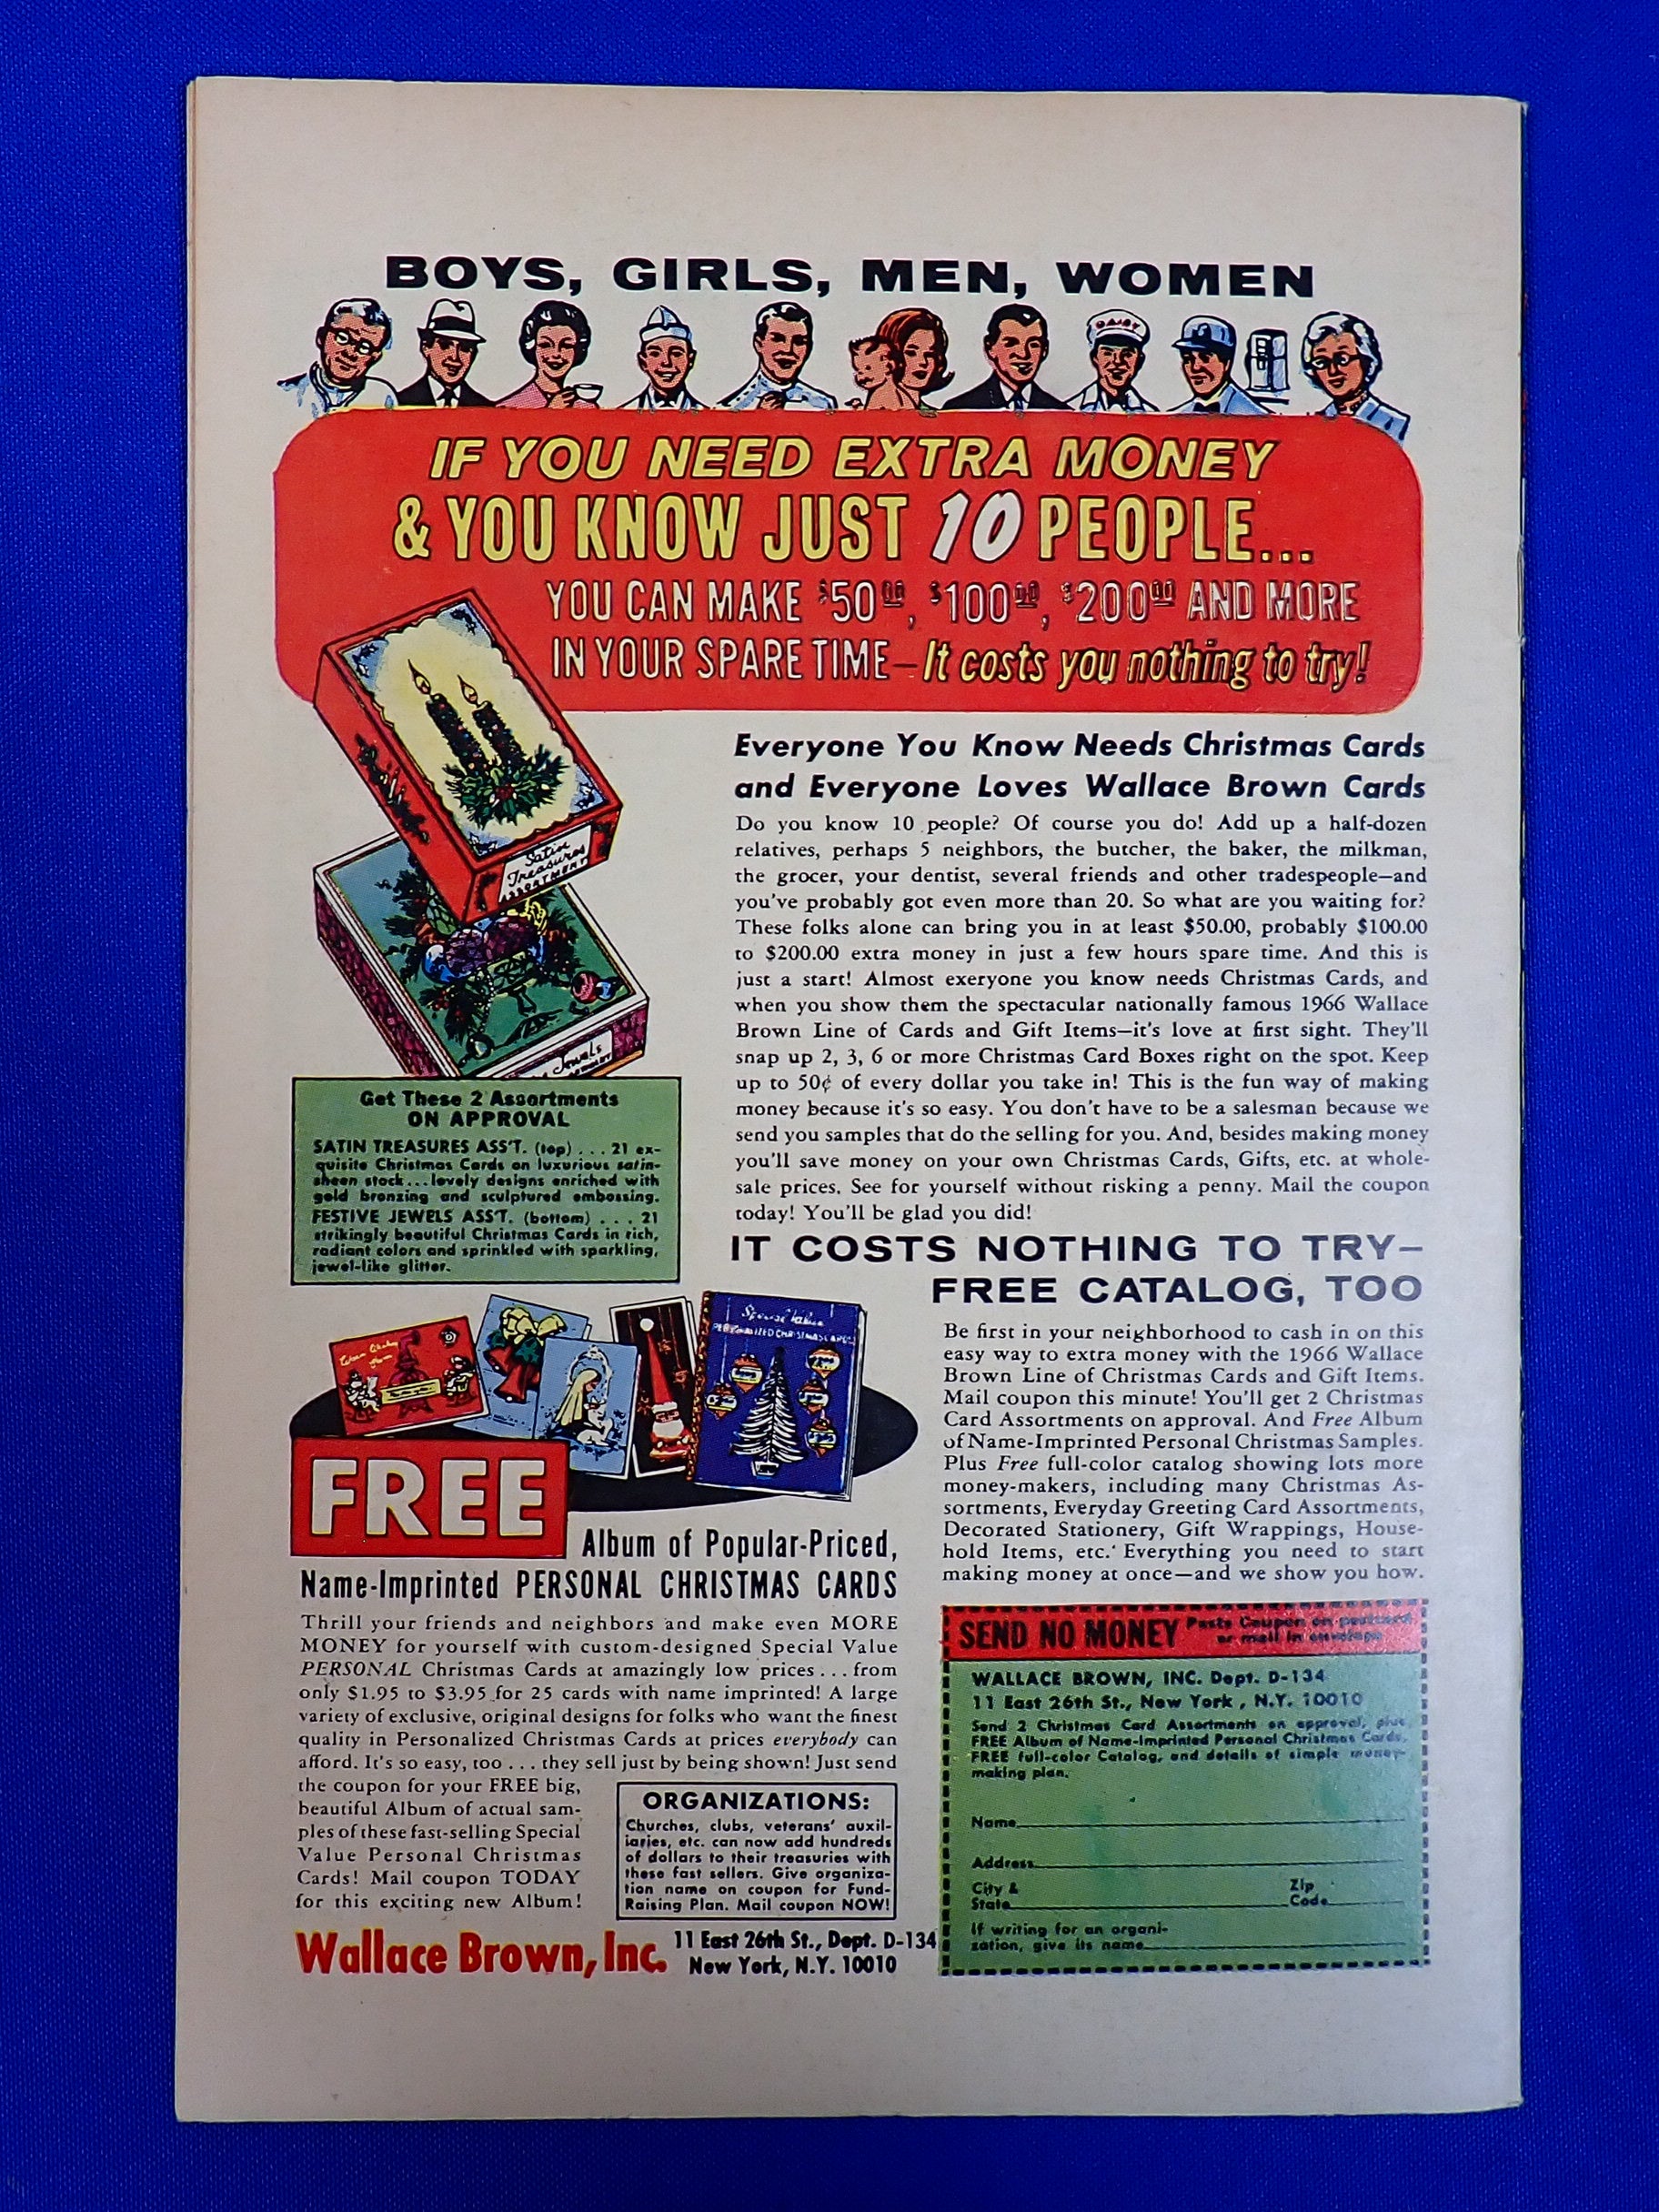 BOYS, GIRLS, MEN, WOMEN
DAIRY
IF YOU NEED EXTRA MONEY
& YOU KNOW JUST 10 PEOPLE...
YOU CAN MAKE $50.00, $100.00, $200.00 AND MORE
IN YOUR SPARE TIME—It costs you nothing to try!
Satin
Treasures
ASSORTMENT
Jewels
Get These 2 Assortments
ON APPROVAL
SATIN TREASURES ASS'T. (top) . . . 21 ex-
quisite Christmas Cards on luxurious satin-
sheen stock...lovely designs enriched with
gold bronzing and sculptured embossing.
FESTIVE JEWELS ASS'T. (bottom) . . . 21
strikingly beautiful Christmas Cards in rich,
radiant colors and sprinkled with sparkling,
jewel-like glitter.
Everyone You Know Needs Christmas Cards
and Everyone Loves Wallace Brown Cards
Do you know 10 people? Of course you do! Add up a half-dozen
relatives, perhaps 5 neighbors, the butcher, the baker, the milkman,
the grocer, your dentist, several friends and other tradespeople—and
you've probably got even more than 20. So what are you waiting for?
These folks alone can bring you in at least $50.00, probably $100.00
to $200.00 extra money in just a few hours spare time. And this is
just a start! Almost exeryone you know needs Christmas Cards, and
when you show them the spectacular nationally famous 1966 Wallace
Brown Line of Cards and Gift Items—it's love at first sight. They'll
snap up 2, 3, 6 or more Christmas Card Boxes right on the spot. Keep
up to 50¢ of every dollar you take in! This is the fun way of making
money because it's so easy. You don't have to be a salesman because we
send you samples that do the selling for you. And, besides making money
you'll save money on your own Christmas Cards, Gifts, etc. at whole-
sale prices. See for yourself without risking a penny. Mail the coupon
today! You'll be glad you did!
IT COSTS NOTHING TO TRY—
FREE CATALOG, TOO
Be first in your neighborhood to cash in on this
easy way to extra money with the 1966 Wallace
Brown Line of Christmas Cards and Gift Items.
Mail coupon this minute! You'll get 2 Christmas
Card Assortments on approval. And Free Album
of Name-Imprinted Personal Christmas Samples.
Plus Free full-color catalog showing lots more
money-makers, including many Christmas As-
sortments, Everyday Greeting Card Assortments,
Decorated Stationery, Gift Wrappings, House-
hold Items, etc. Everything you need to start
making money at once—and we show you how.
Special Value
PERSONALIZED CHRISTMAS CARDS
FREE
Album of Popular-Priced,
Name-Imprinted PERSONAL CHRISTMAS CARDS
Thrill your friends and neighbors and make even MORE
MONEY for yourself with custom-designed Special Value
PERSONAL Christmas Cards at amazingly low prices . . . from
only $1.95 to $3.95 for 25 cards with name imprinted! A large
variety of exclusive, original designs for folks who want the finest
quality in Personalized Christmas Cards at prices everybody can
afford. It's so easy, too . . . they sell just by being shown! Just send
the coupon for your FREE big,
beautiful Album of actual sam-
ples of these fast-selling Special
Value Personal Christmas
Cards! Mail coupon TODAY
for this exciting new Album!
ORGANIZATIONS:
Churches, clubs, veterans' auxil-
iaries, etc. can now add hundreds
of dollars to their treasuries with
these fast sellers. Give organiza-
tion name on coupon for Fund-
Raising Plan. Mail coupon NOW!
Wallace Brown, Inc. 11 East 26th St., Dept. D-134
New York, N.Y. 10010
SEND NO MONEY Paste Coupon on postcard
or mail in envelope
WALLACE BROWN, INC. Dept. D-134
11 East 26th St., New York, N.Y. 10010
Send 2 Christmas Card Assortments on approval, plus
FREE Album of Name-Imprinted Personal Christmas Cards,
FREE full-color Catalog, and details of simple money-
making plan.
Name
Address
City & Zip
State Code
If writing for an organi-
zation, give its name